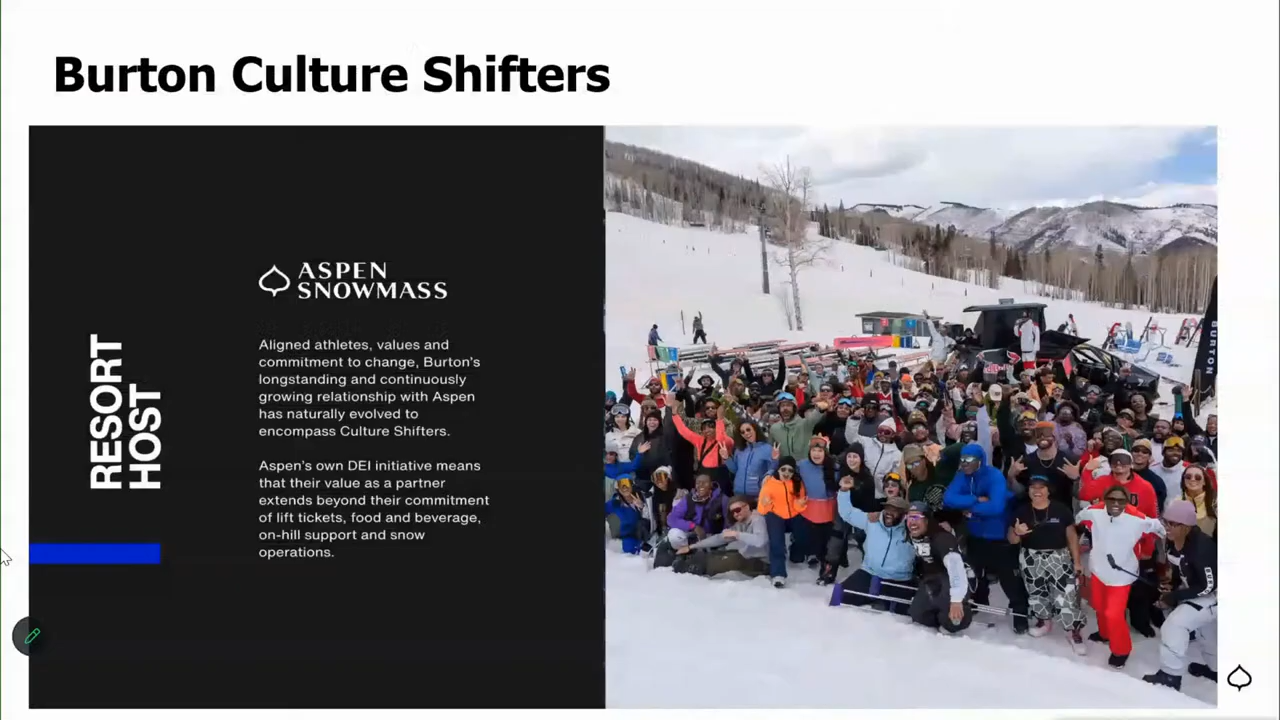 Burton Culture Shifters
RESORT
HOST
ASPEN
SNOWMASS
Aligned athletes, values and
commitment to change, Burton's
longstanding and continuously
growing relationship with Aspen
has naturally evolved to
encompass Culture Shifters.
Aspen's own DEI initiative means
that their value as a partner
extends beyond their commitment
of lift tickets, food and beverage,
on-hill support and snow
operations.
BURTON